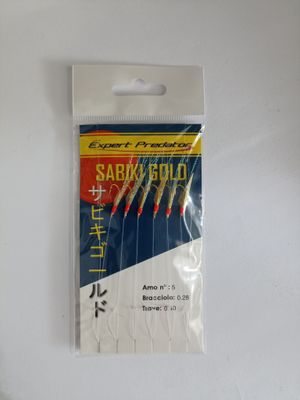 Expert Predator
SABIKI GOLD
サビキゴールド
Amo n° : 5
Bracciolo: 0.28
Trave: 0.40